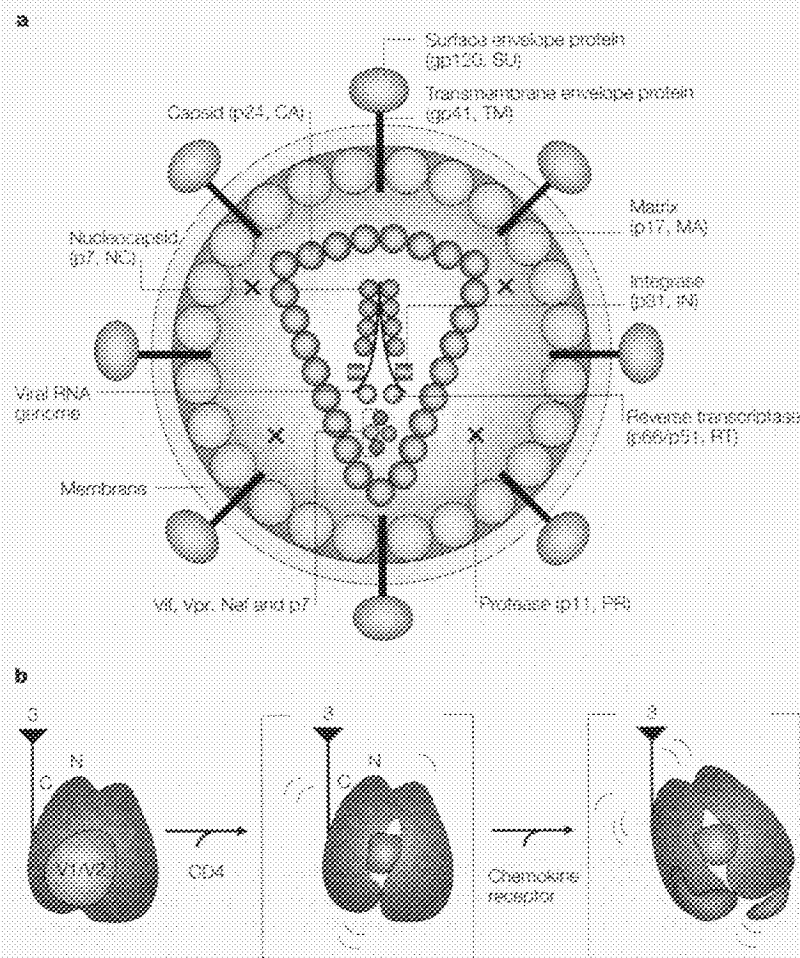 a
Surface envelope protein
(gp120, SU)
Transmembrane envelope protein
(gp41, TM)
Capsid (p24, CA)
Matrix
(p17, MA)
Nucleocapsid
(p7, NC)
Integrase
(p31, IN)
Viral RNA
genome
Reverse transcriptase
(p66/p51, RT)
Membrane
Vif, Vpr, Nef and p7
Protease (p11, PR)
b
3
N
C
V1/V2
CD4
3
N
C
Chemokine
receptor
3